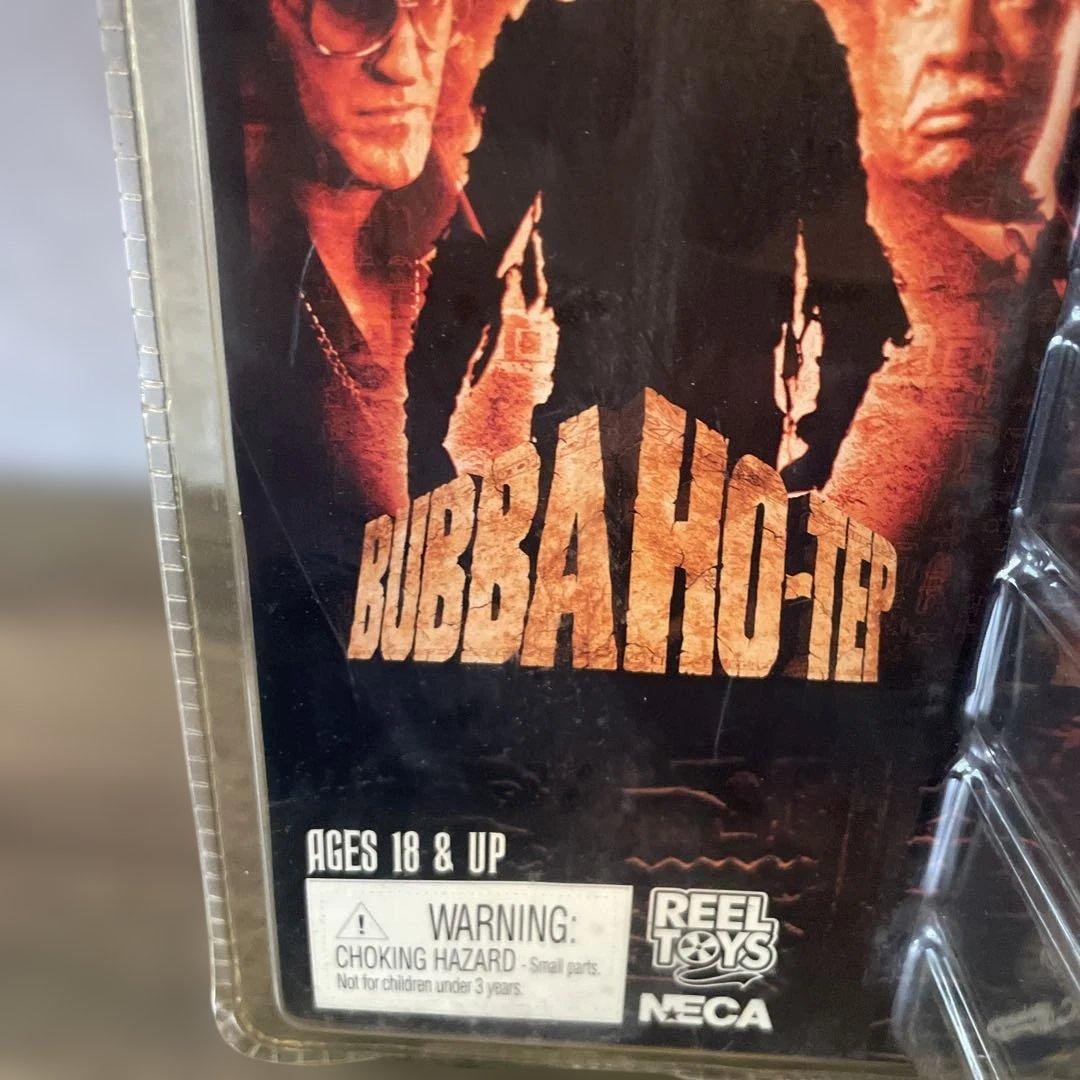 BUBBA HO-TEP
AGES 18 & UP
WARNING:
CHOKING HAZARD - Small parts.
Not for children under 3 years.
REEL
TOYS
NECA